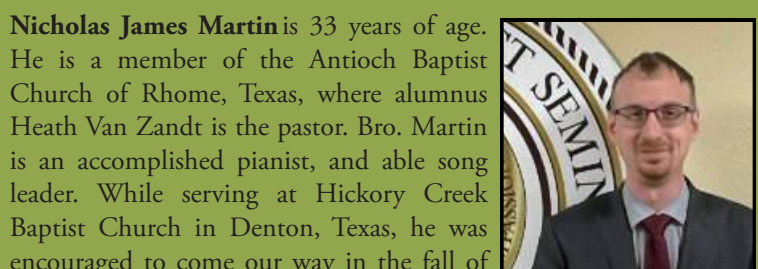 Nicholas James Martin is 33 years of age.
He is a member of the Antioch Baptist
Church of Rhome, Texas, where alumnus
Heath Van Zandt is the pastor. Bro. Martin
is an accomplished pianist, and able song
leader. While serving at Hickory Creek
Baptist Church in Denton, Texas, he was
encouraged to come our way in the fall of
T SEMIN
PASSI